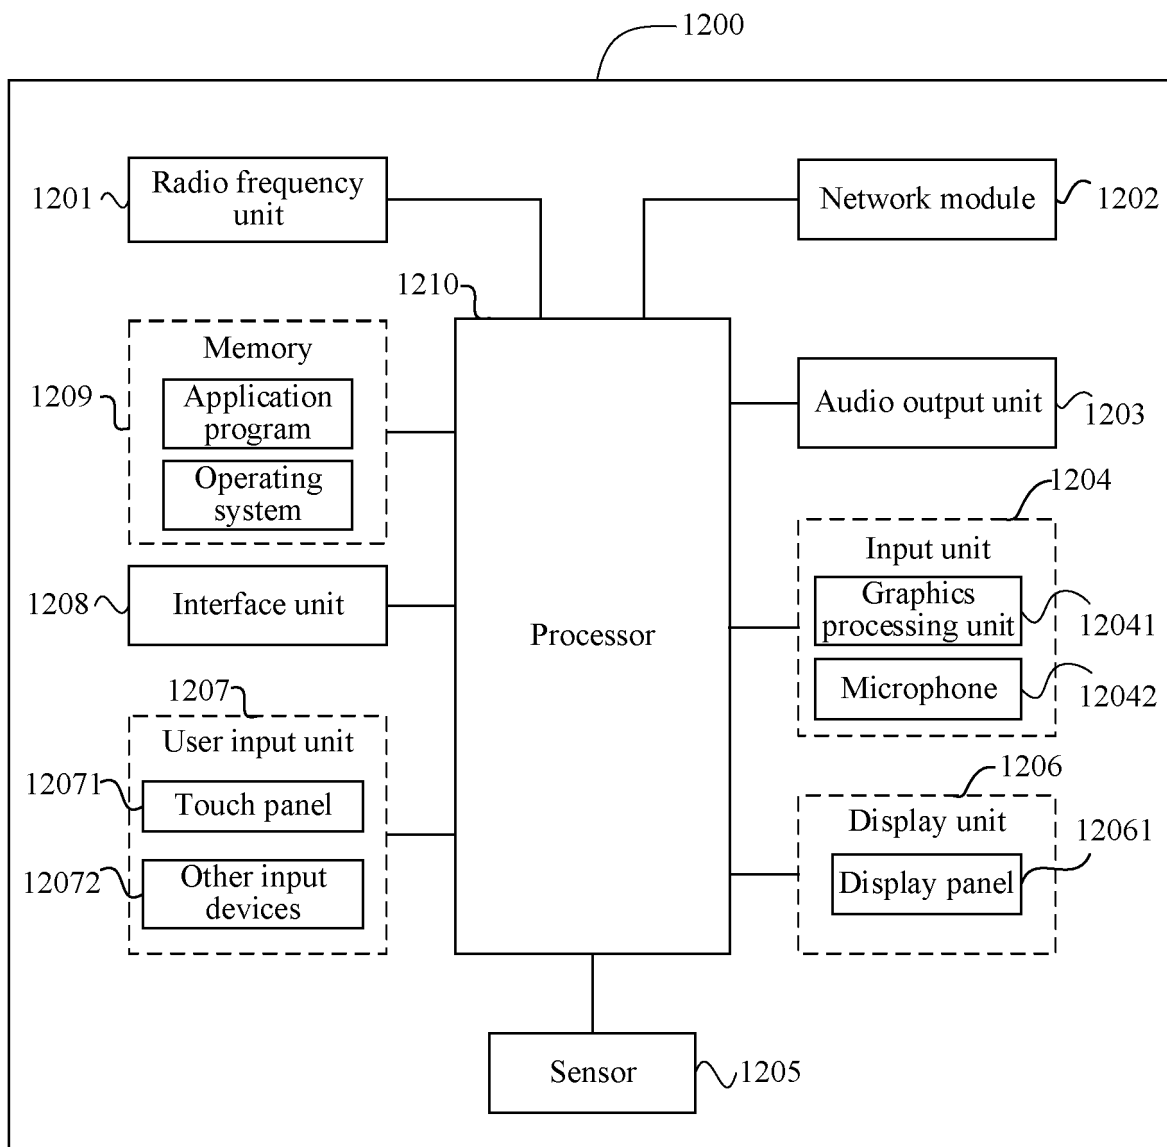 1200
1201
Radio frequency
unit
Network module
1202
1210
Memory
1209
Application
program
Operating
system
Audio output unit
1203
1204
Input unit
Graphics
processing unit
12041
Microphone
12042
1208
Interface unit
Processor
1207
User input unit
12071
Touch panel
12072
Other input
devices
1206
Display unit
12061
Display panel
Sensor
1205